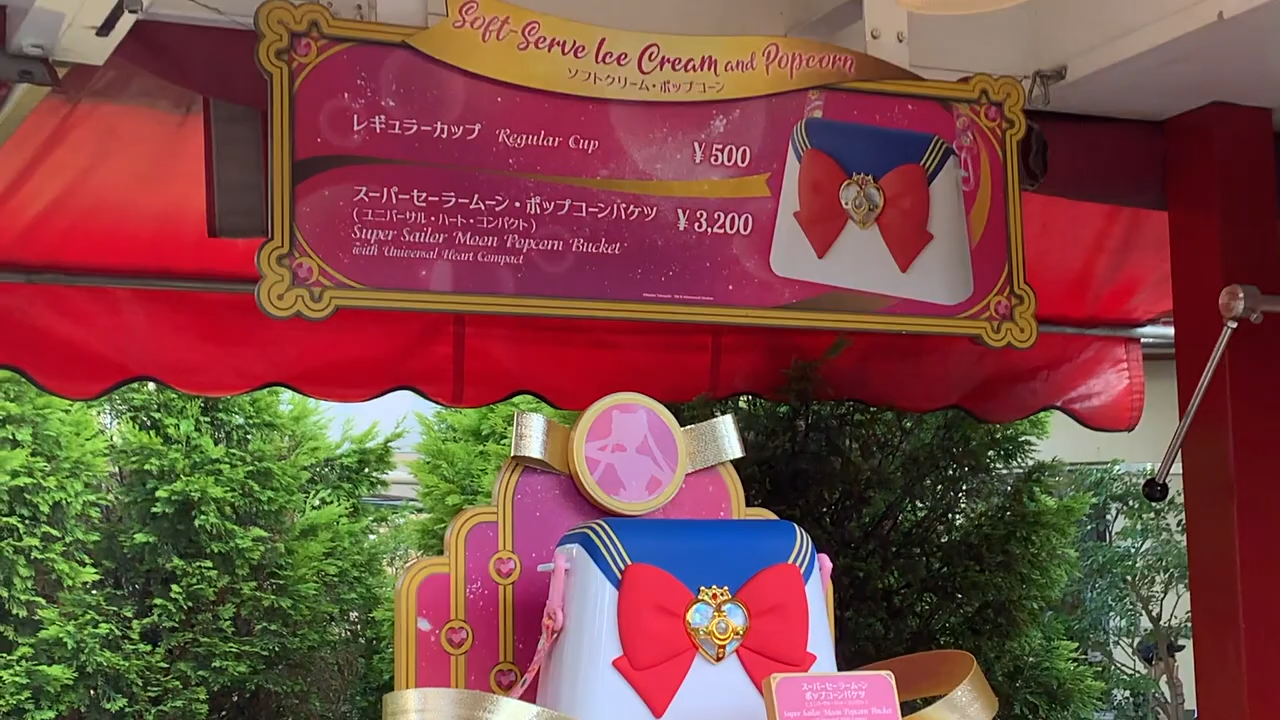 Soft-Serve Ice Cream and Popcorn
ソフトクリーム・ポップコーン
レギュラーカップ Regular Cup ¥500
スーパーセーラームーン・ポップコーンバケツ ¥3,200
(ユニバーサル・ハート・コンパクト)
Super Sailor Moon Popcorn Bucket
with Universal Heart Compact
スーパーセーラームーン
ポップコーンバケツ
Super Sailor Moon Popcorn Bucket